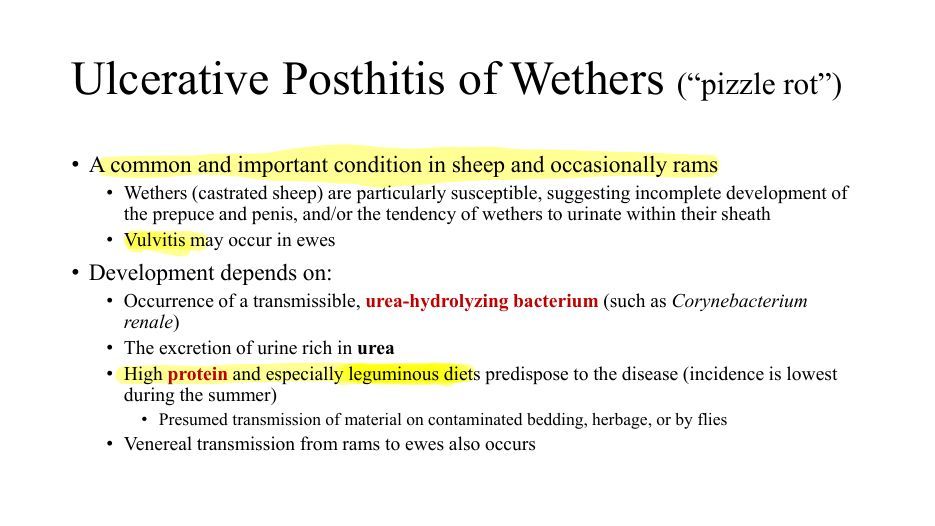 Ulcerative Posthitis of Wethers (“pizzle rot”)
• A common and important condition in sheep and occasionally rams
• Wethers (castrated sheep) are particularly susceptible, suggesting incomplete development of
the prepuce and penis, and/or the tendency of wethers to urinate within their sheath
• Vulvitis may occur in ewes
• Development depends on:
• Occurrence of a transmissible, urea-hydrolyzing bacterium (such as Corynebacterium
renale)
• The excretion of urine rich in urea
• High protein and especially leguminous diets predispose to the disease (incidence is lowest
during the summer)
• Presumed transmission of material on contaminated bedding, herbage, or by flies
• Venereal transmission from rams to ewes also occurs